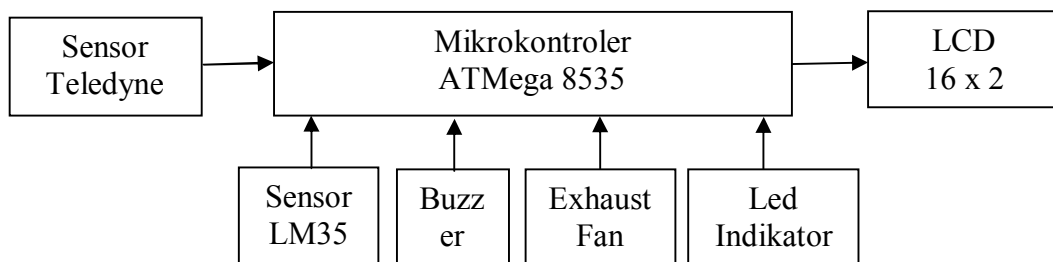 Sensor
Teledyne
Mikrokontroler
ATMega 8535
LCD
16 x 2
Sensor
LM35
Buzz
er
Exhaust
Fan
Led
Indikator